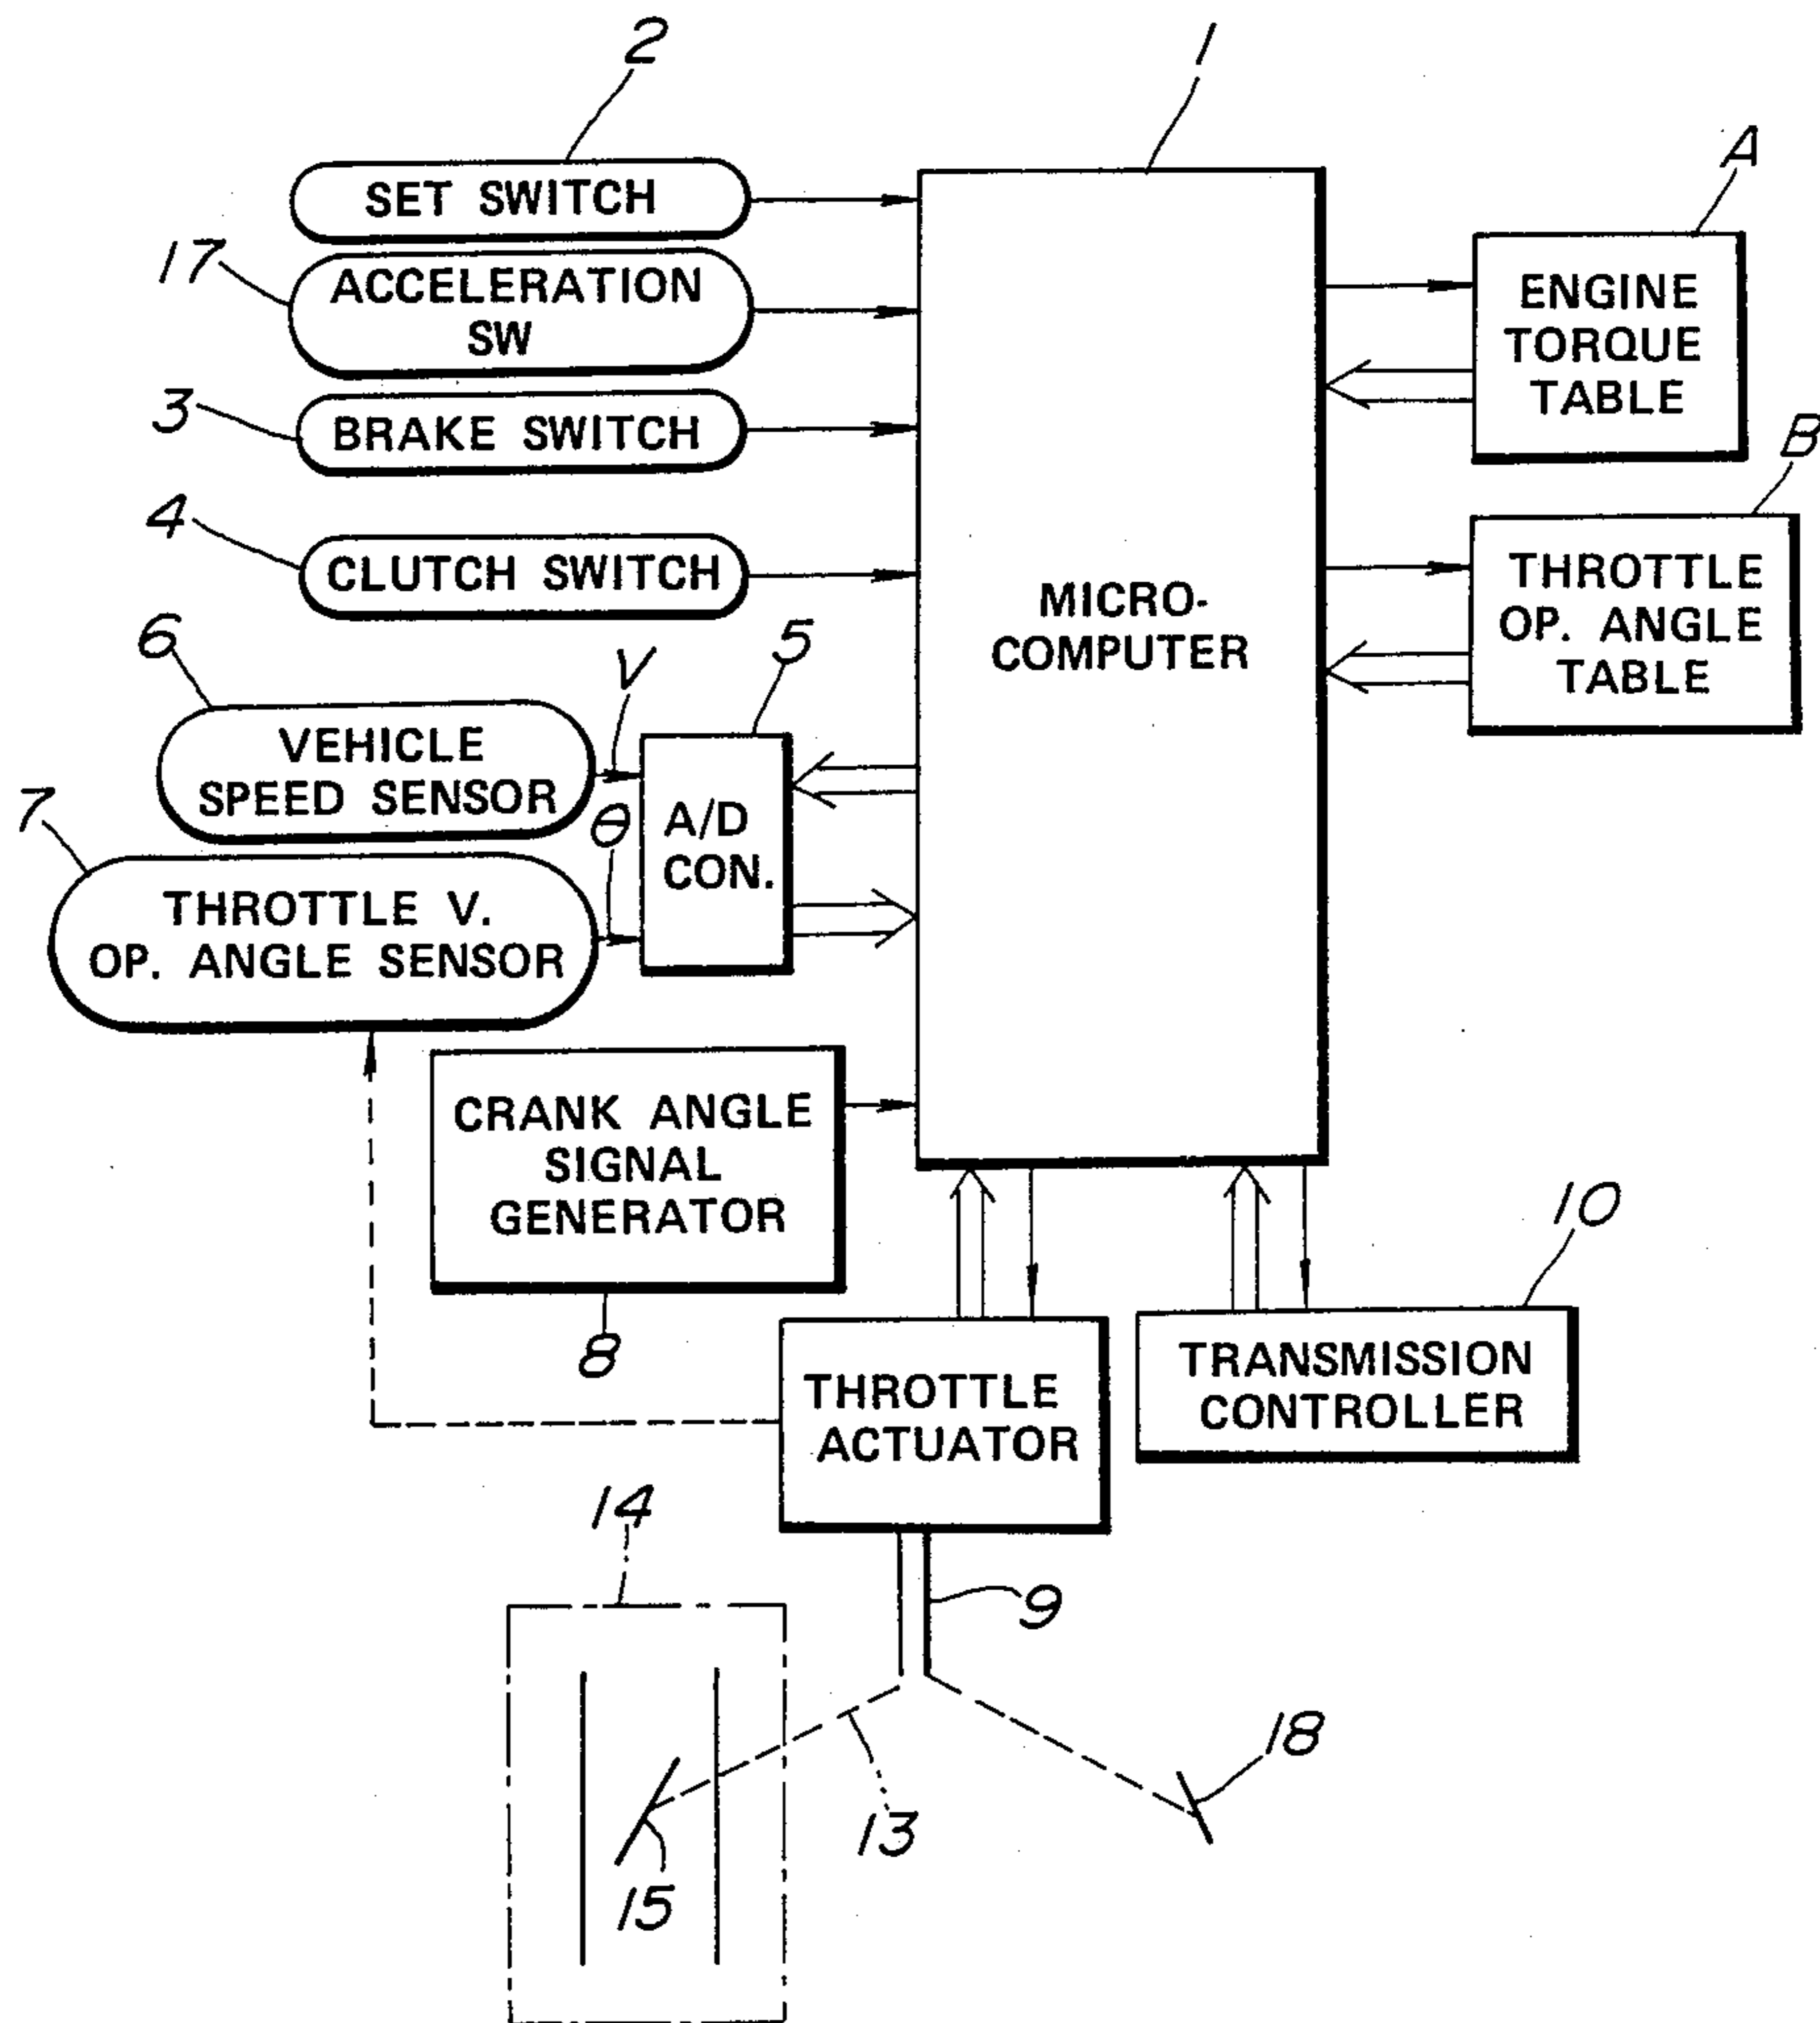 2
1
A
SET SWITCH
17
ACCELERATION
SW
ENGINE
TORQUE
TABLE
3
BRAKE SWITCH
B
4
CLUTCH SWITCH
MICRO-
COMPUTER
THROTTLE
OP. ANGLE
TABLE
6
V
5
VEHICLE
SPEED SENSOR
7
θ
A/D
CON.
THROTTLE V.
OP. ANGLE SENSOR
CRANK ANGLE
SIGNAL
GENERATOR
8
10
THROTTLE
ACTUATOR
TRANSMISSION
CONTROLLER
14
9
13
18
15